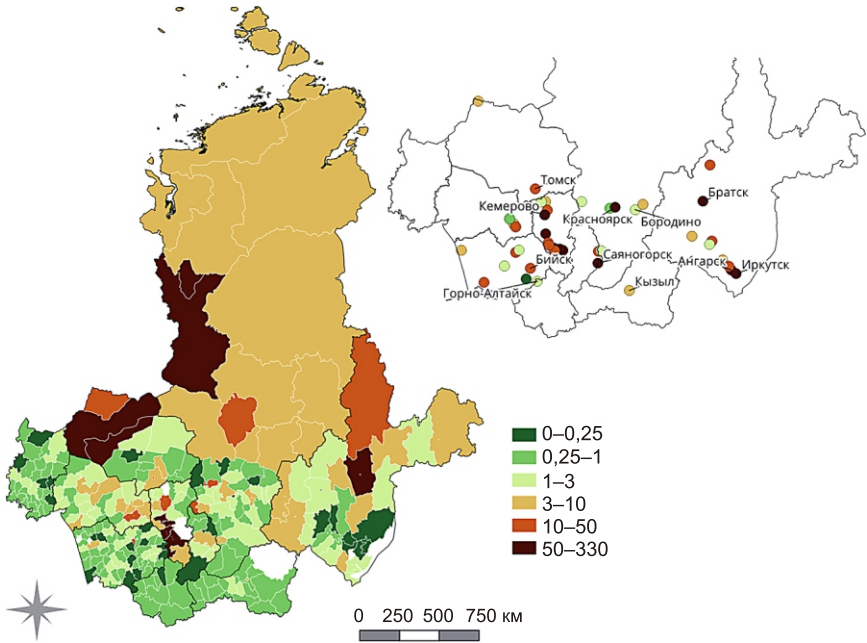 Томск
Кемерово
Братск
Красноярск
Бородино
Саяногорск
Бийск
Ангарск
Иркутск
Кызыл
Горно-Алтайск
0–0,25
0,25–1
1–3
3–10
10–50
50–330
0 250 500 750 км